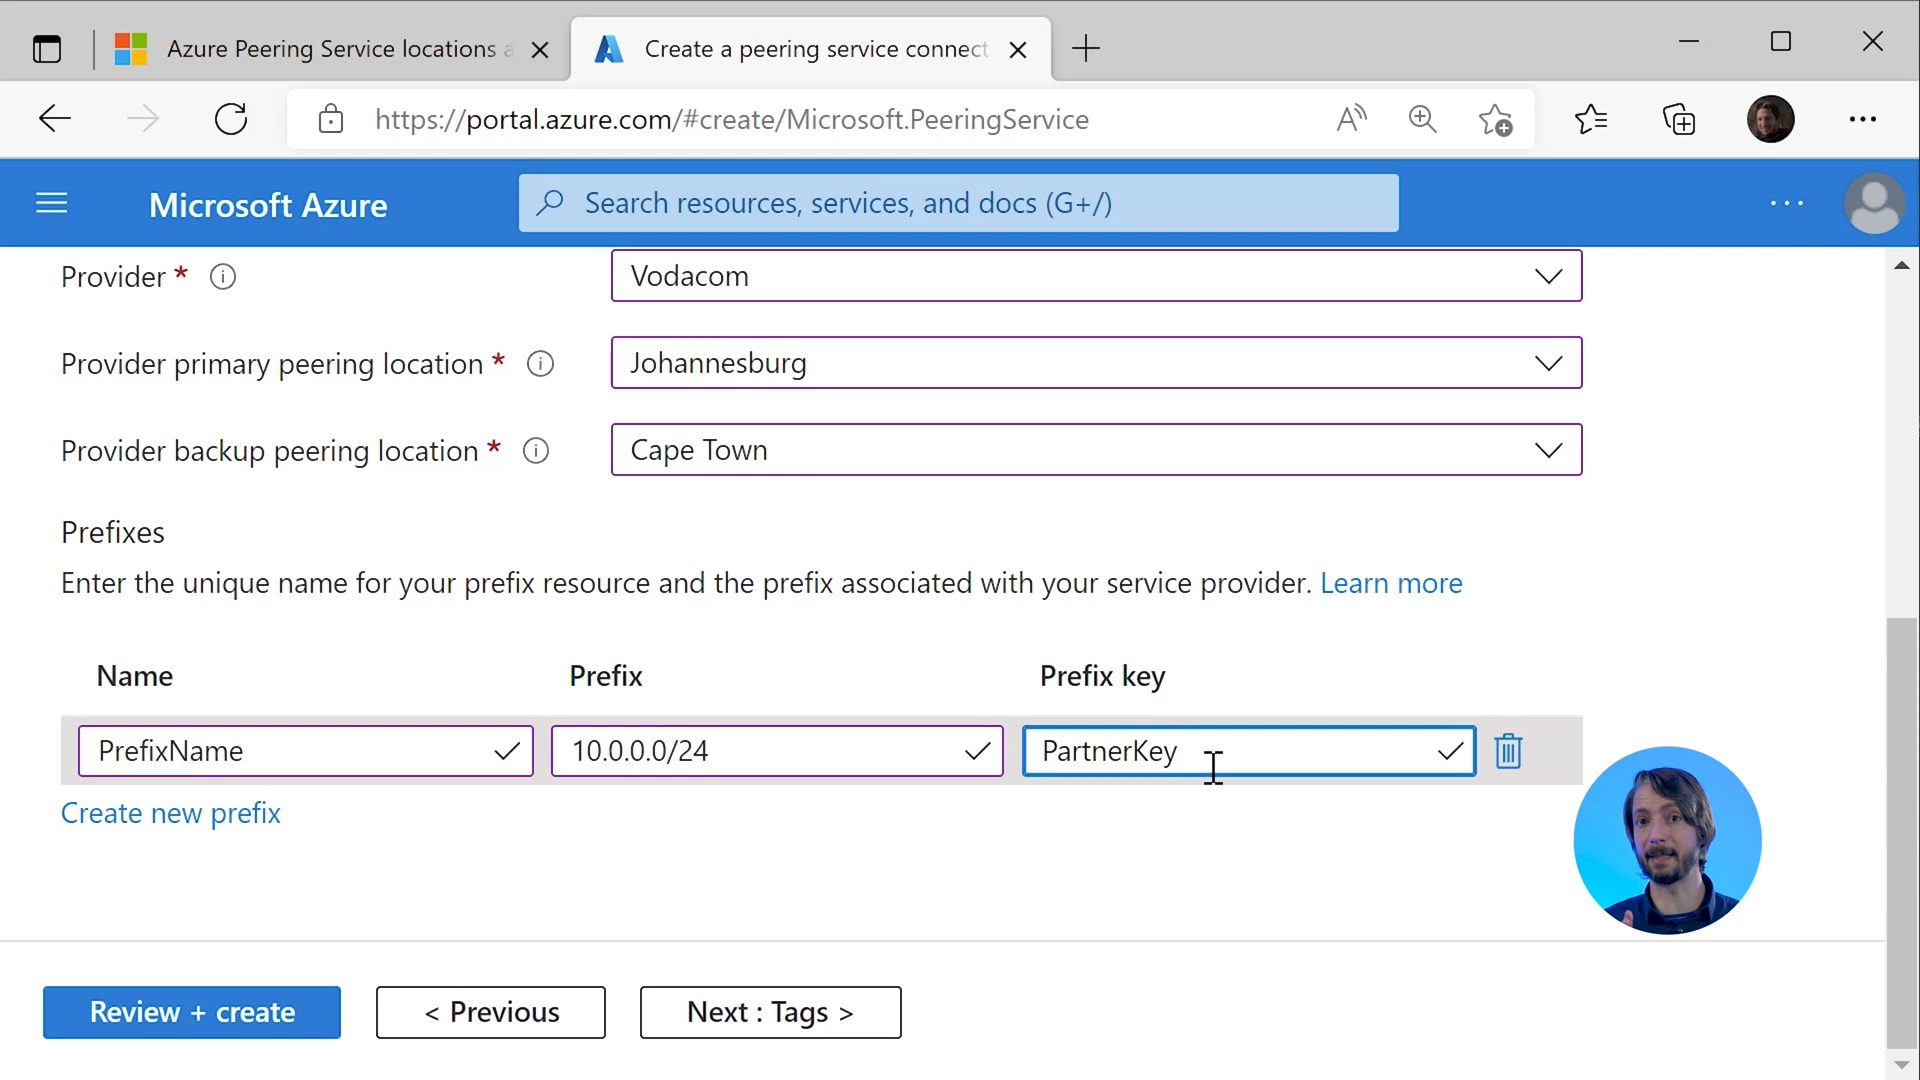 Azure Peering Service locations a
Create a peering service connect
https://portal.azure.com/#create/Microsoft.PeeringService
Microsoft Azure
Search resources, services, and docs (G+/)
Provider *
Vodacom
Provider primary peering location *
Johannesburg
Provider backup peering location *
Cape Town
Prefixes
Enter the unique name for your prefix resource and the prefix associated with your service provider. Learn more
Name Prefix Prefix key
PrefixName 10.0.0.0/24 PartnerKey
Create new prefix
Review + create < Previous Next : Tags >